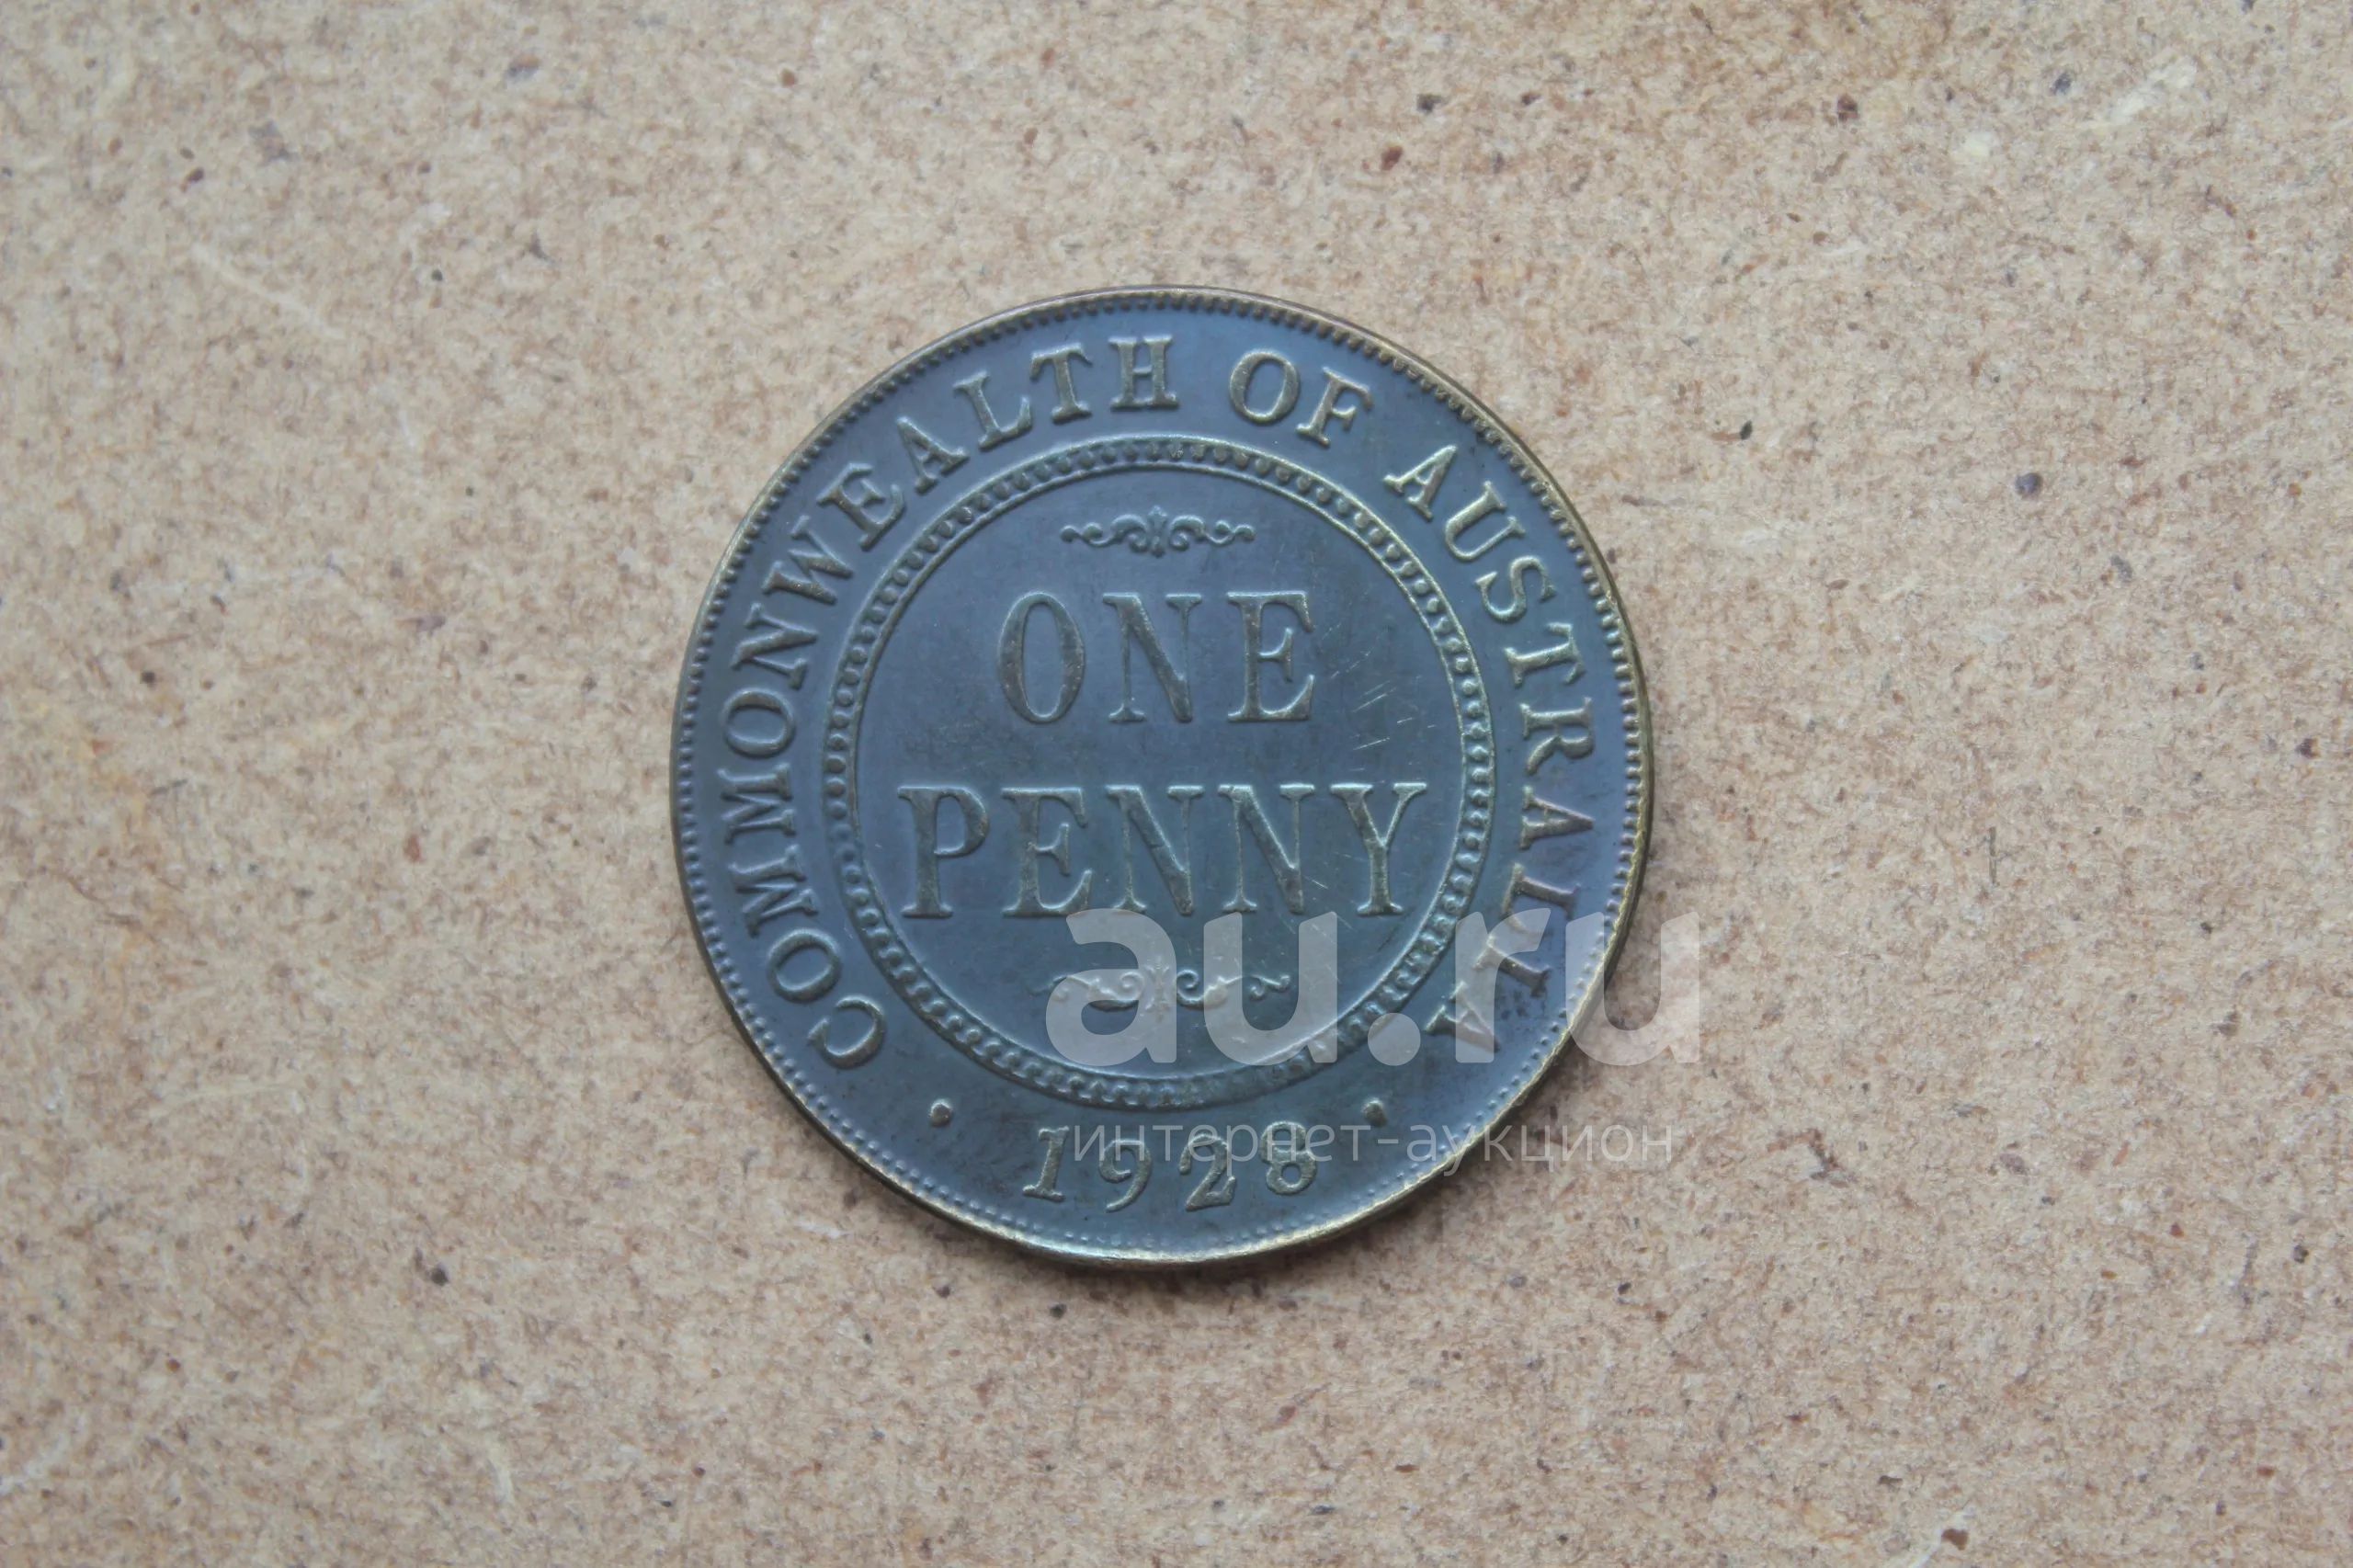 COMMONWEALTH OF AUSTRALIA
ONE
PENNY
au.ru
интернет-аукцион
1928